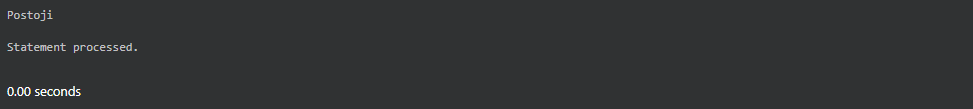 Postoji
Statement processed.
0.00 seconds